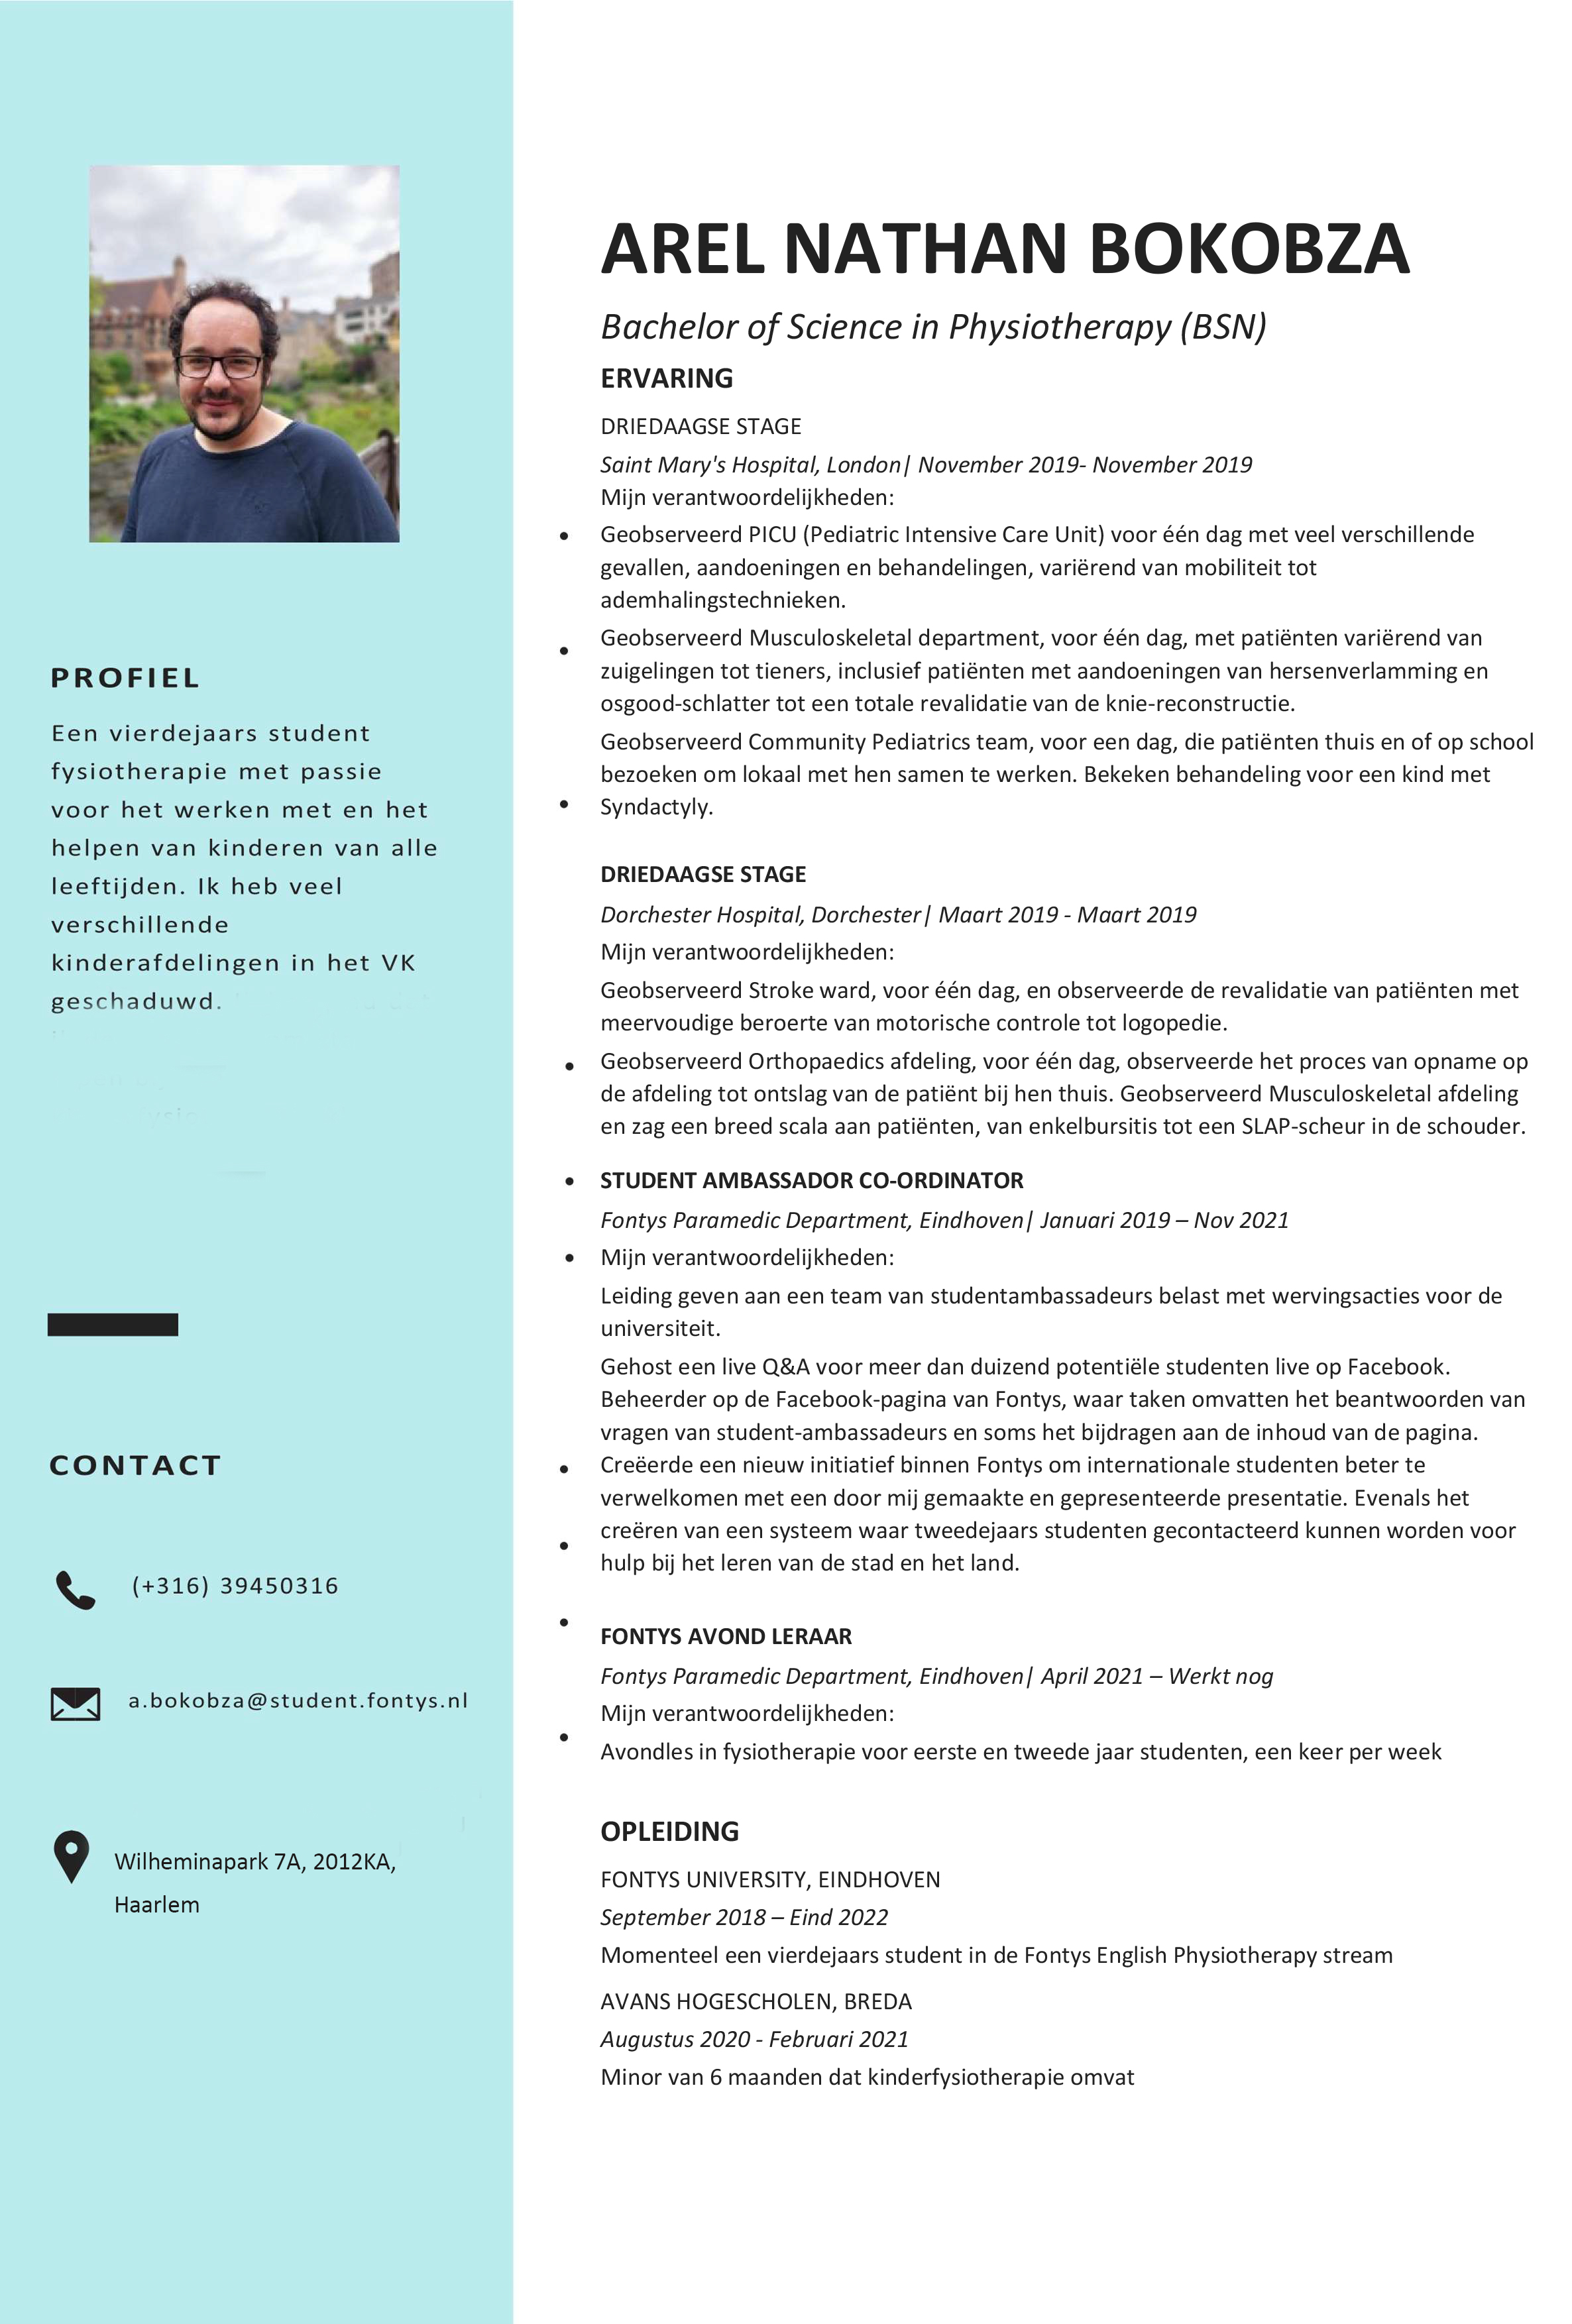 PROFIEL
Een vierdejaars student
fysiotherapie met passie
voor het werken met en het
helpen van kinderen van alle
leeftijden. Ik heb veel
verschillende
kinderafdelingen in het VK
geschaduwd.
CONTACT
(+316) 39450316
a.bokobza@student.fontys.nl
Wilheminapark 7A, 2012KA,
Haarlem
AREL NATHAN BOKOBZA
Bachelor of Science in Physiotherapy (BSN)
ERVARING
DRIEDAAGSE STAGE
Saint Mary's Hospital, London| November 2019- November 2019
Mijn verantwoordelijkheden:
• Geobserveerd PICU (Pediatric Intensive Care Unit) voor één dag met veel verschillende
gevallen, aandoeningen en behandelingen, variërend van mobiliteit tot
ademhalingstechnieken.
• Geobserveerd Musculoskeletal department, voor één dag, met patiënten variërend van
zuigelingen tot tieners, inclusief patiënten met aandoeningen van hersenverlamming en
osgood-schlatter tot een totale revalidatie van de knie-reconstructie.
Geobserveerd Community Pediatrics team, voor een dag, die patiënten thuis en of op school
bezoeken om lokaal met hen samen te werken. Bekeken behandeling voor een kind met
• Syndactyly.
DRIEDAAGSE STAGE
Dorchester Hospital, Dorchester| Maart 2019 - Maart 2019
Mijn verantwoordelijkheden:
Geobserveerd Stroke ward, voor één dag, en observeerde de revalidatie van patiënten met
meervoudige beroerte van motorische controle tot logopedie.
• Geobserveerd Orthopaedics afdeling, voor één dag, observeerde het proces van opname op
de afdeling tot ontslag van de patiënt bij hen thuis. Geobserveerd Musculoskeletal afdeling
en zag een breed scala aan patiënten, van enkelbursitis tot een SLAP-scheur in de schouder.
• STUDENT AMBASSADOR CO-ORDINATOR
Fontys Paramedic Department, Eindhoven| Januari 2019 – Nov 2021
• Mijn verantwoordelijkheden:
Leiding geven aan een team van studentambassadeurs belast met wervingsacties voor de
universiteit.
Gehost een live Q&A voor meer dan duizend potentiële studenten live op Facebook.
Beheerder op de Facebook-pagina van Fontys, waar taken omvatten het beantwoorden van
vragen van student-ambassadeurs en soms het bijdragen aan de inhoud van de pagina.
• Creëerde een nieuw initiatief binnen Fontys om internationale studenten beter te
verwelkomen met een door mij gemaakte en gepresenteerde presentatie. Evenals het
• creëren van een systeem waar tweedejaars studenten gecontacteerd kunnen worden voor
hulp bij het leren van de stad en het land.
• FONTYS AVOND LERAAR
Fontys Paramedic Department, Eindhoven| April 2021 – Werkt nog
Mijn verantwoordelijkheden:
• Avondles in fysiotherapie voor eerste en tweede jaar studenten, een keer per week
OPLEIDING
FONTYS UNIVERSITY, EINDHOVEN
September 2018 – Eind 2022
Momenteel een vierdejaars student in de Fontys English Physiotherapy stream
AVANS HOGESCHOLEN, BREDA
Augustus 2020 - Februari 2021
Minor van 6 maanden dat kinderfysiotherapie omvat